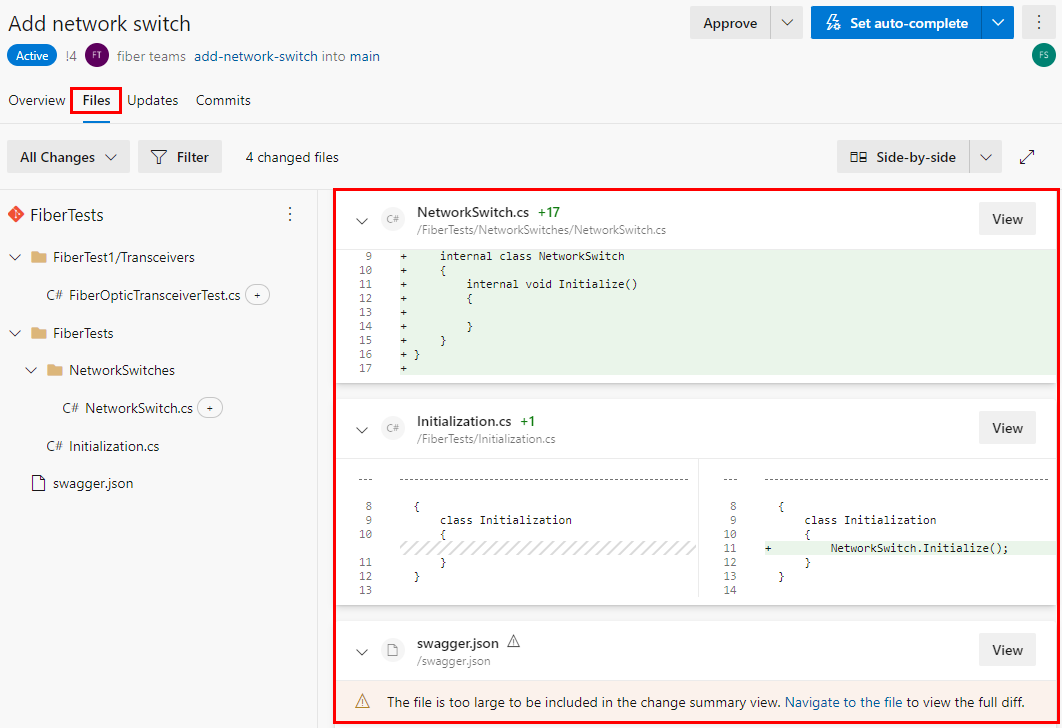 Add network switch
Approve
Set auto-complete
Active !4 FT fiber teams add-network-switch into main
FS
Overview Files Updates Commits
All Changes Filter 4 changed files
Side-by-side
FiberTests
FiberTest1/Transceivers
C# FiberOpticTransceiverTest.cs +
FiberTests
NetworkSwitches
C# NetworkSwitch.cs +
C# Initialization.cs
swagger.json
C# NetworkSwitch.cs +17
/FiberTests/NetworkSwitches/NetworkSwitch.cs
View
9 + internal class NetworkSwitch
10 + {
11 + internal void Initialize()
12 + {
13 +
14 + }
15 + }
16 + }
17 +
C# Initialization.cs +1
/FiberTests/Initialization.cs
View
8 {
9 class Initialization
10 {
11 }
12 }
13
8 {
9 class Initialization
10 {
11 + NetworkSwitch.Initialize();
12 }
13 }
14
swagger.json
/swagger.json
View
The file is too large to be included in the change summary view. Navigate to the file to view the full diff.